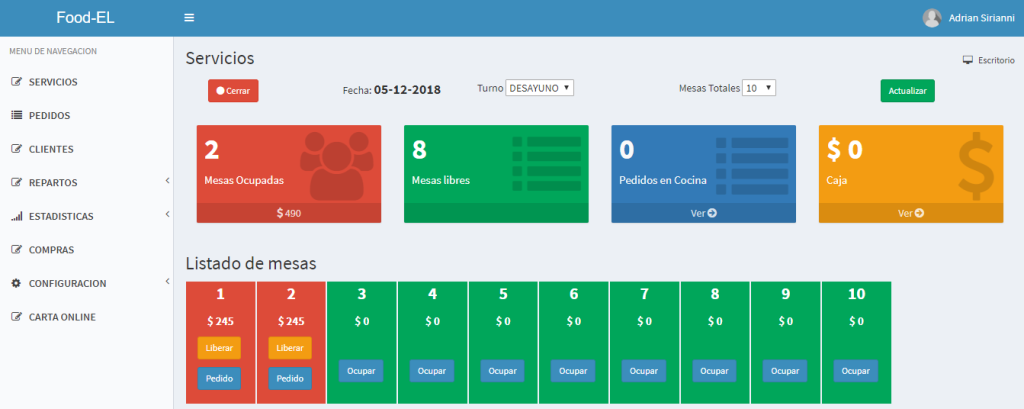 Food-EL
Adrian Sirianni
MENU DE NAVEGACION
SERVICIOS
PEDIDOS
CLIENTES
REPARTOS
ESTADISTICAS
COMPRAS
CONFIGURACION
CARTA ONLINE
Servicios
Escritorio
Cerrar
Fecha: 05-12-2018
Turno DESAYUNO
Mesas Totales 10
Actualizar
2
Mesas Ocupadas
$ 490
8
Mesas libres
0
Pedidos en Cocina
Ver
$ 0
Caja
Ver
Listado de mesas
1 2 3 4 5 6 7 8 9 10
$ 245 $ 245 $ 0 $ 0 $ 0 $ 0 $ 0 $ 0 $ 0 $ 0
Liberar Liberar
Pedido Pedido Ocupar Ocupar Ocupar Ocupar Ocupar Ocupar Ocupar Ocupar